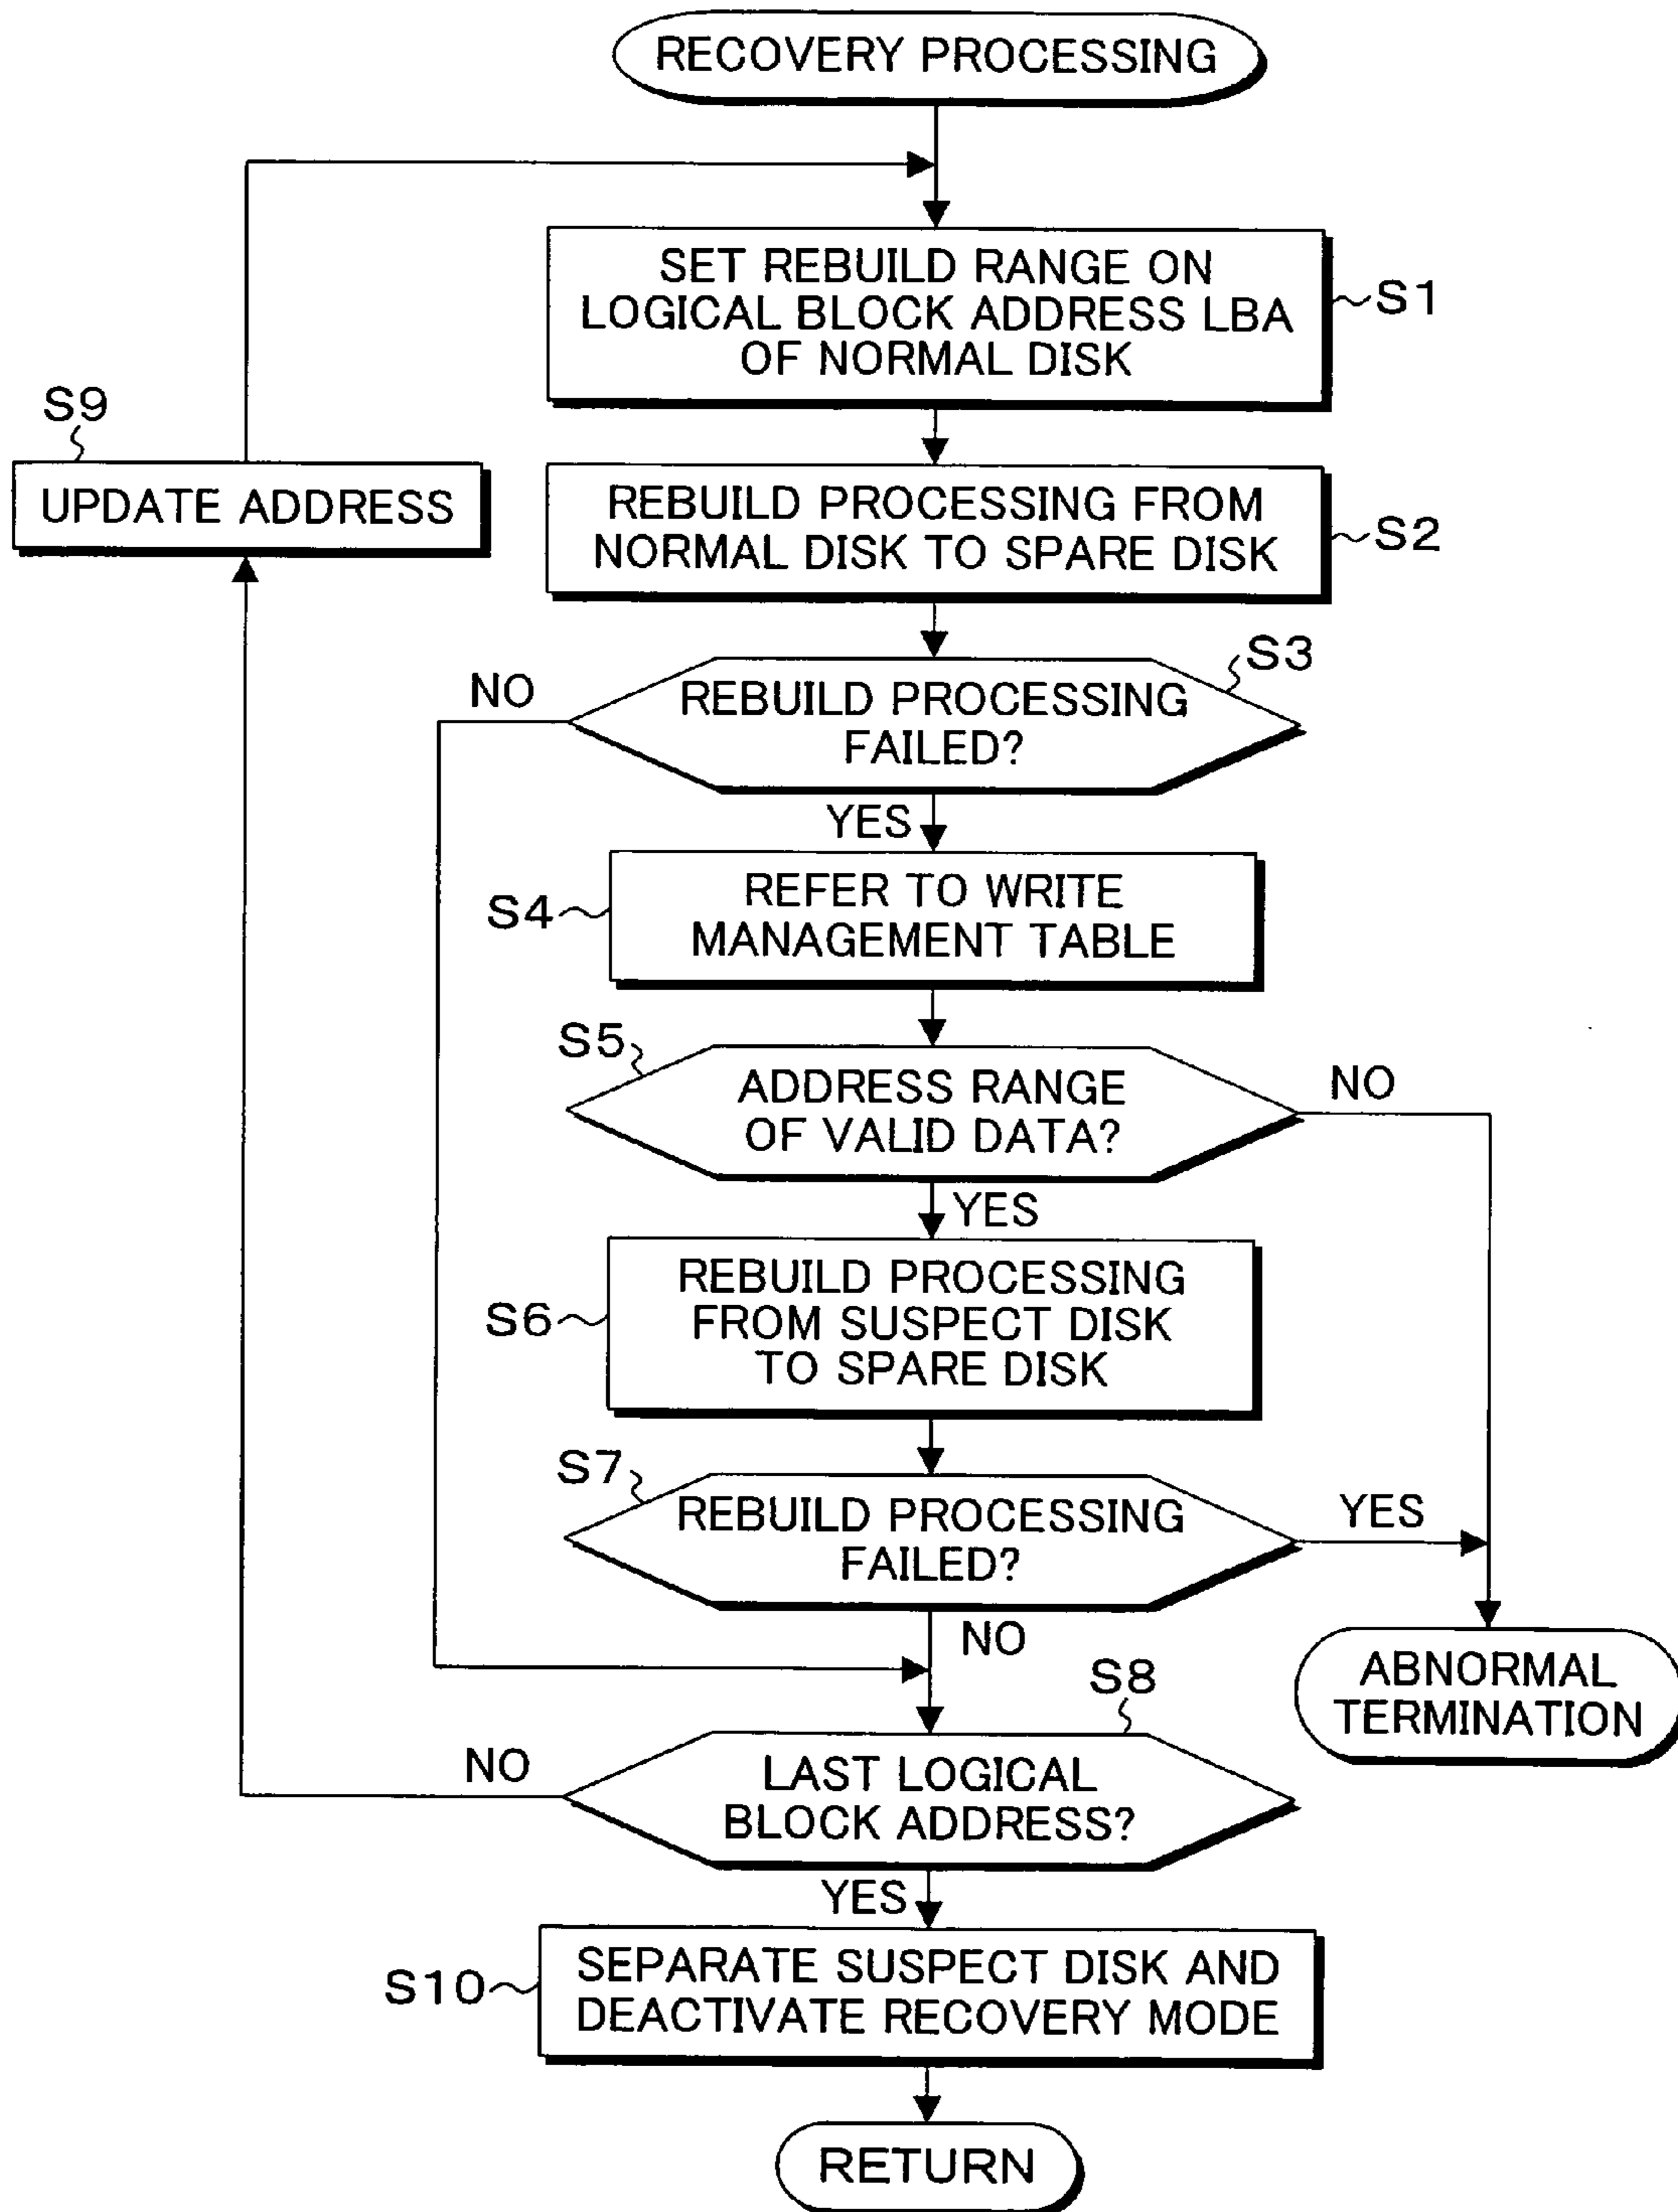 RECOVERY PROCESSING
SET REBUILD RANGE ON
LOGICAL BLOCK ADDRESS LBA
OF NORMAL DISK
S1
S9
UPDATE ADDRESS
REBUILD PROCESSING FROM
NORMAL DISK TO SPARE DISK
S2
S3
NO
REBUILD PROCESSING
FAILED?
YES
S4
REFER TO WRITE
MANAGEMENT TABLE
S5
ADDRESS RANGE
OF VALID DATA?
NO
YES
S6
REBUILD PROCESSING
FROM SUSPECT DISK
TO SPARE DISK
S7
REBUILD PROCESSING
FAILED?
YES
NO
ABNORMAL
TERMINATION
S8
NO
LAST LOGICAL
BLOCK ADDRESS?
YES
S10
SEPARATE SUSPECT DISK AND
DEACTIVATE RECOVERY MODE
RETURN